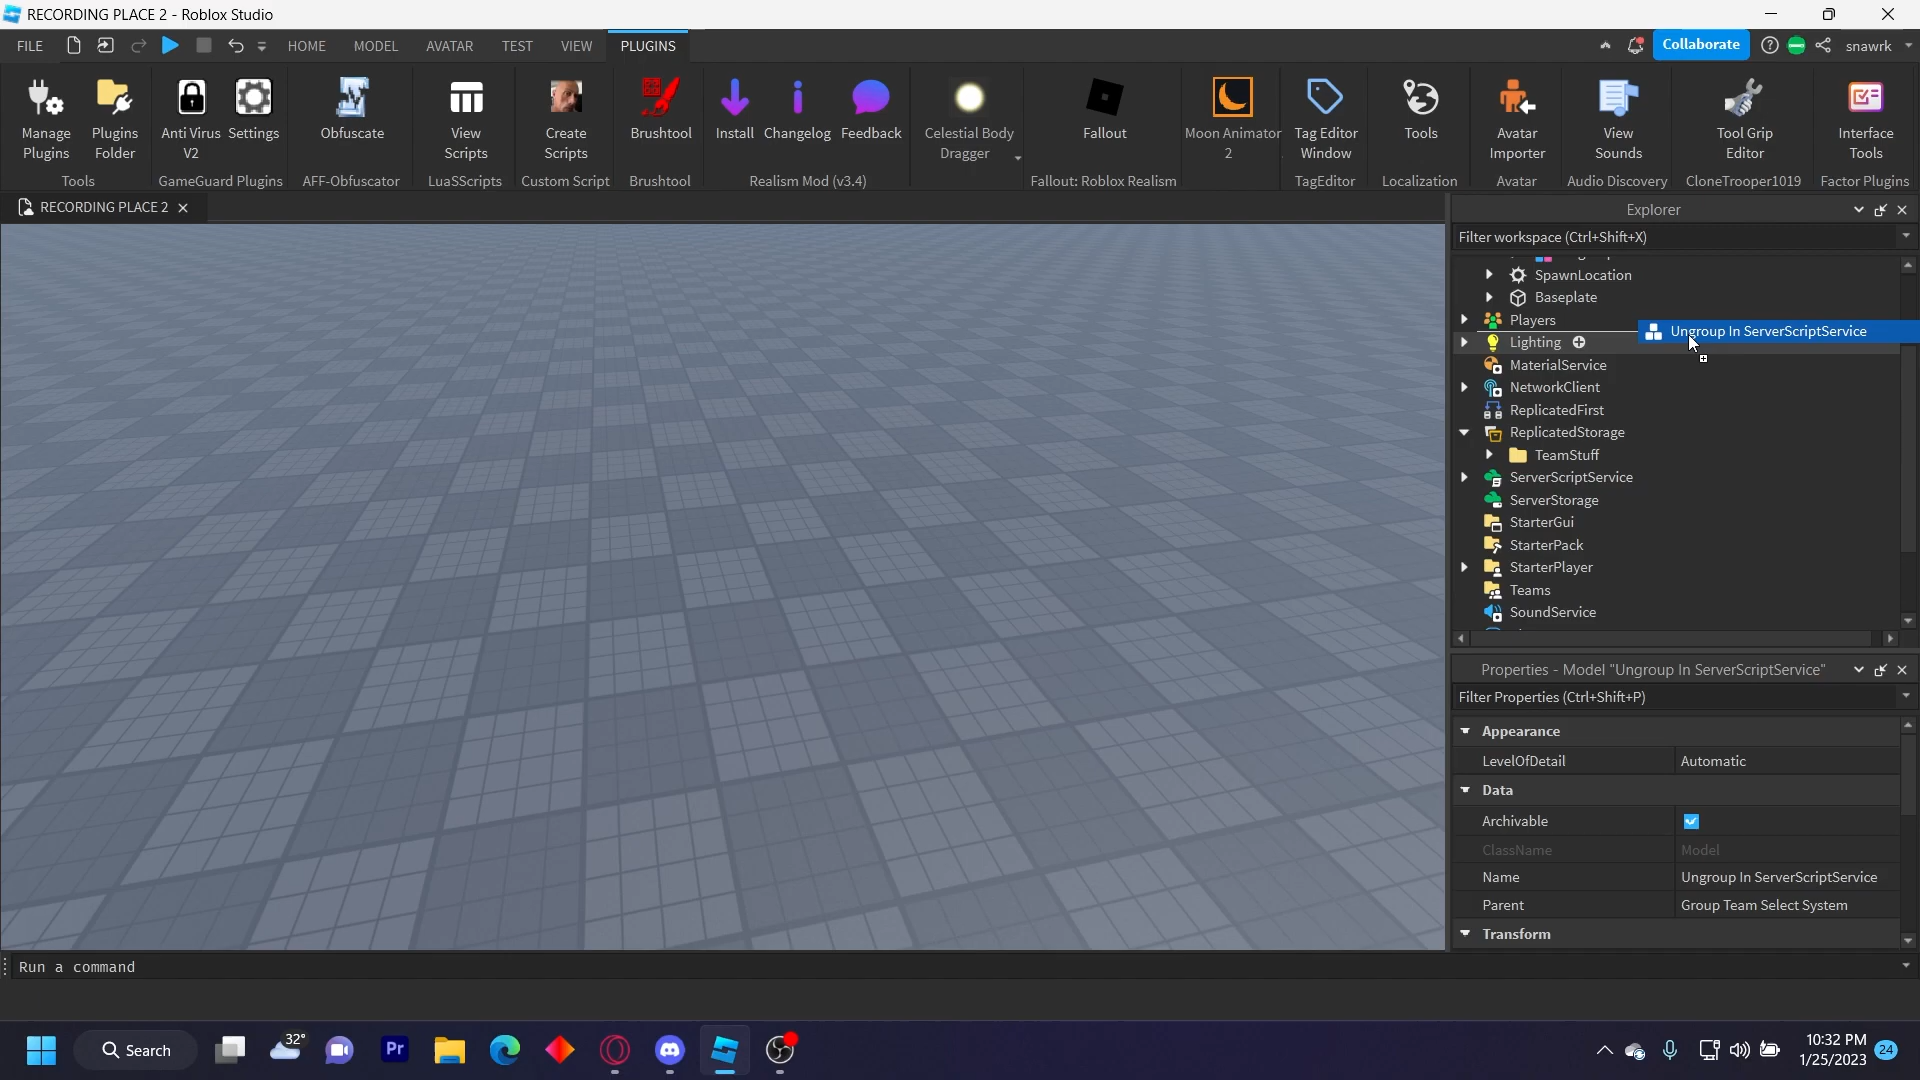 RECORDING PLACE 2 - Roblox Studio
FILE HOME MODEL AVATAR TEST VIEW PLUGINS Collaborate snawrk
Manage Plugins
Plugins Folder
Tools
Anti Virus V2
Settings
GameGuard Plugins
Obfuscate
AFF-Obfuscator
View Scripts
LuaSScripts
Create Scripts
Custom Script
Brushtool
Brushtool
Install
Changelog
Feedback
Realism Mod (v3.4)
Celestial Body Dragger
Fallout
Fallout: Roblox Realism
Moon Animator 2
Tag Editor Window
TagEditor
Tools
Localization
Avatar Importer
Avatar
View Sounds
Audio Discovery
Tool Grip Editor
CloneTrooper1019
Interface Tools
Factor Plugins
RECORDING PLACE 2
Explorer
Filter workspace (Ctrl+Shift+X)
SpawnLocation
Baseplate
Players
Ungroup In ServerScriptService
Lighting
MaterialService
NetworkClient
ReplicatedFirst
ReplicatedStorage
TeamStuff
ServerScriptService
ServerStorage
StarterGui
StarterPack
StarterPlayer
Teams
SoundService
Properties - Model "Ungroup In ServerScriptService"
Filter Properties (Ctrl+Shift+P)
Appearance
LevelOfDetail Automatic
Data
Archivable
ClassName Model
Name Ungroup In ServerScriptService
Parent Group Team Select System
Transform
Run a command
Search
32°
Pr
10:32 PM
1/25/2023
24